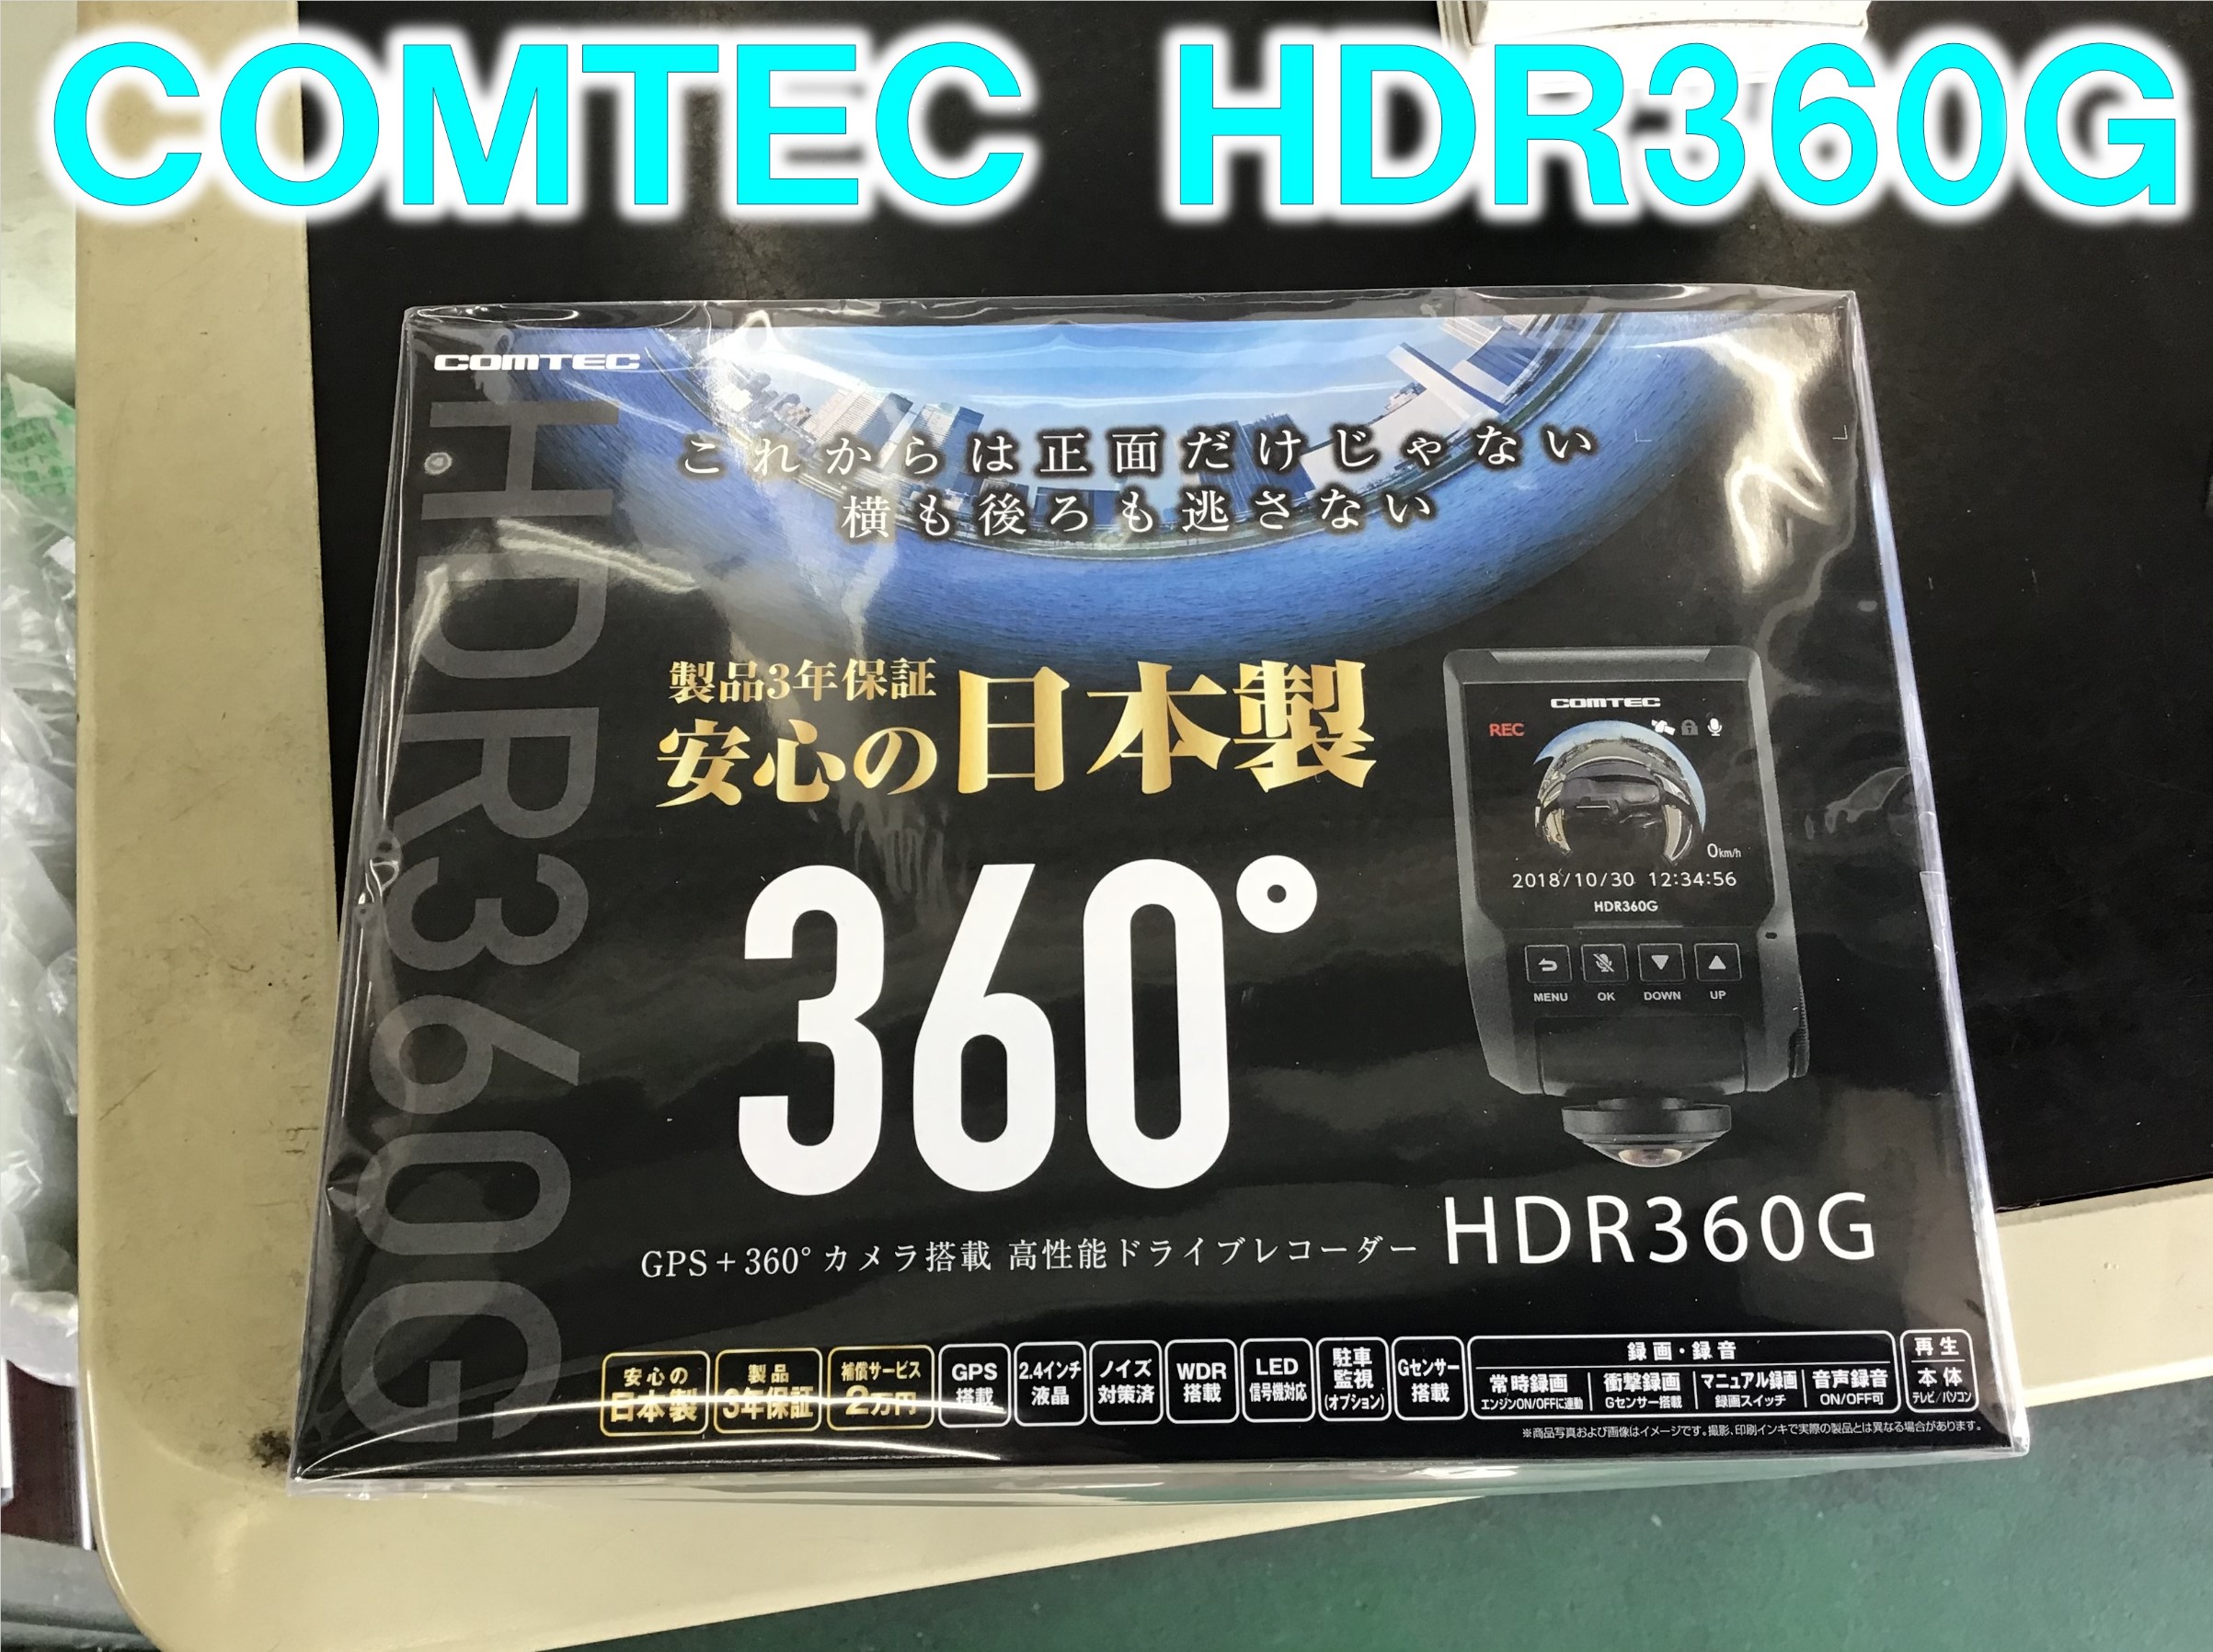 COMTEC HDR360G
COMTEC
HDR360G
これからは正面だけじゃない
横も後ろも逃さない
製品3年保証
安心の日本製
COMTEC
REC
0km/h
2018/10/30 12:34:56
HDR360G
MENU OK DOWN UP
360°
GPS+360°カメラ搭載 高性能ドライブレコーダー HDR360G
安心の
日本製
製品
3年保証
補償サービス
2万円
GPS
搭載
2.4インチ
液晶
ノイズ
対策済
WDR
搭載
LED
信号機対応
駐車
監視
(オプション)
Gセンサー
搭載
録画・録音
常時録画
エンジンON/OFFに連動
衝撃録画
Gセンサー搭載
マニュアル録画
録画スイッチ
音声録音
ON/OFF可
再生
本体
テレビ/パソコン
※商品写真および画像はイメージです。撮影、印刷インキで実際の製品とは異なる場合があります。